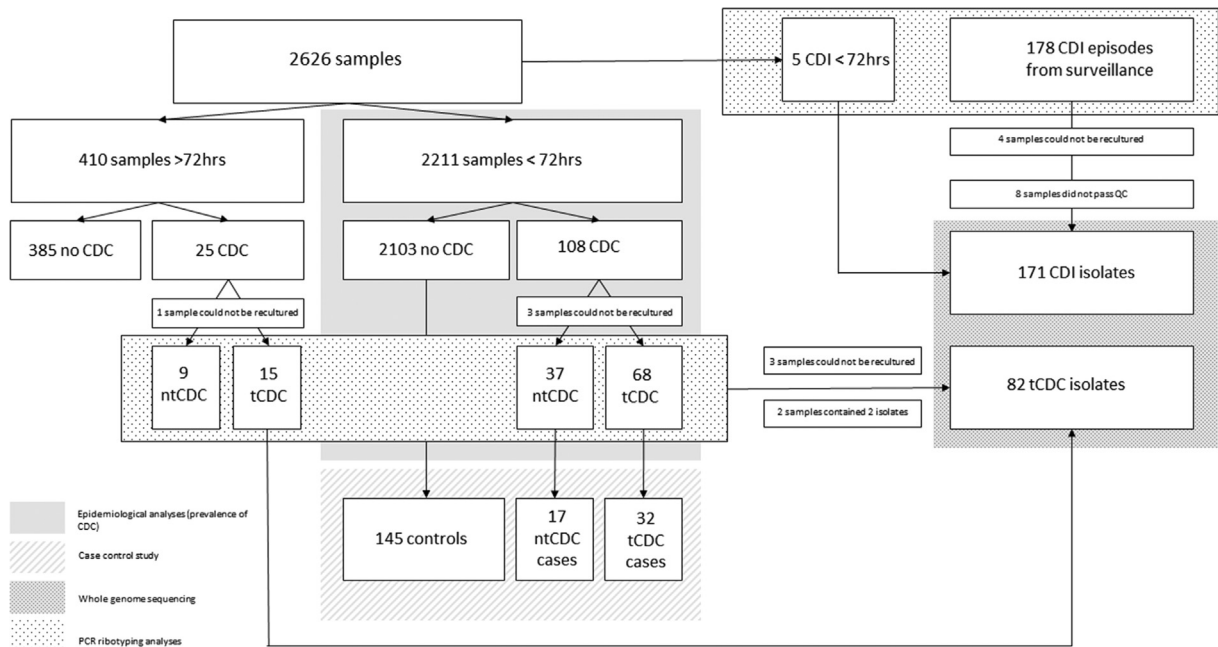 2626 samples
5 CDI < 72hrs
178 CDI episodes
from surveillance
410 samples >72hrs
2211 samples < 72hrs
4 samples could not be recultured
8 samples did not pass QC
385 no CDC
25 CDC
2103 no CDC
108 CDC
171 CDI isolates
1 sample could not be recultured
3 samples could not be recultured
9
ntCDC
15
tCDC
37
ntCDC
68
tCDC
3 samples could not be recultured
2 samples contained 2 isolates
82 tCDC isolates
145 controls
17
ntCDC
cases
32
tCDC
cases
Epidemiological analyses (prevalence of
CDC)
Case control study
Whole genome sequencing
PCR ribotyping analyses